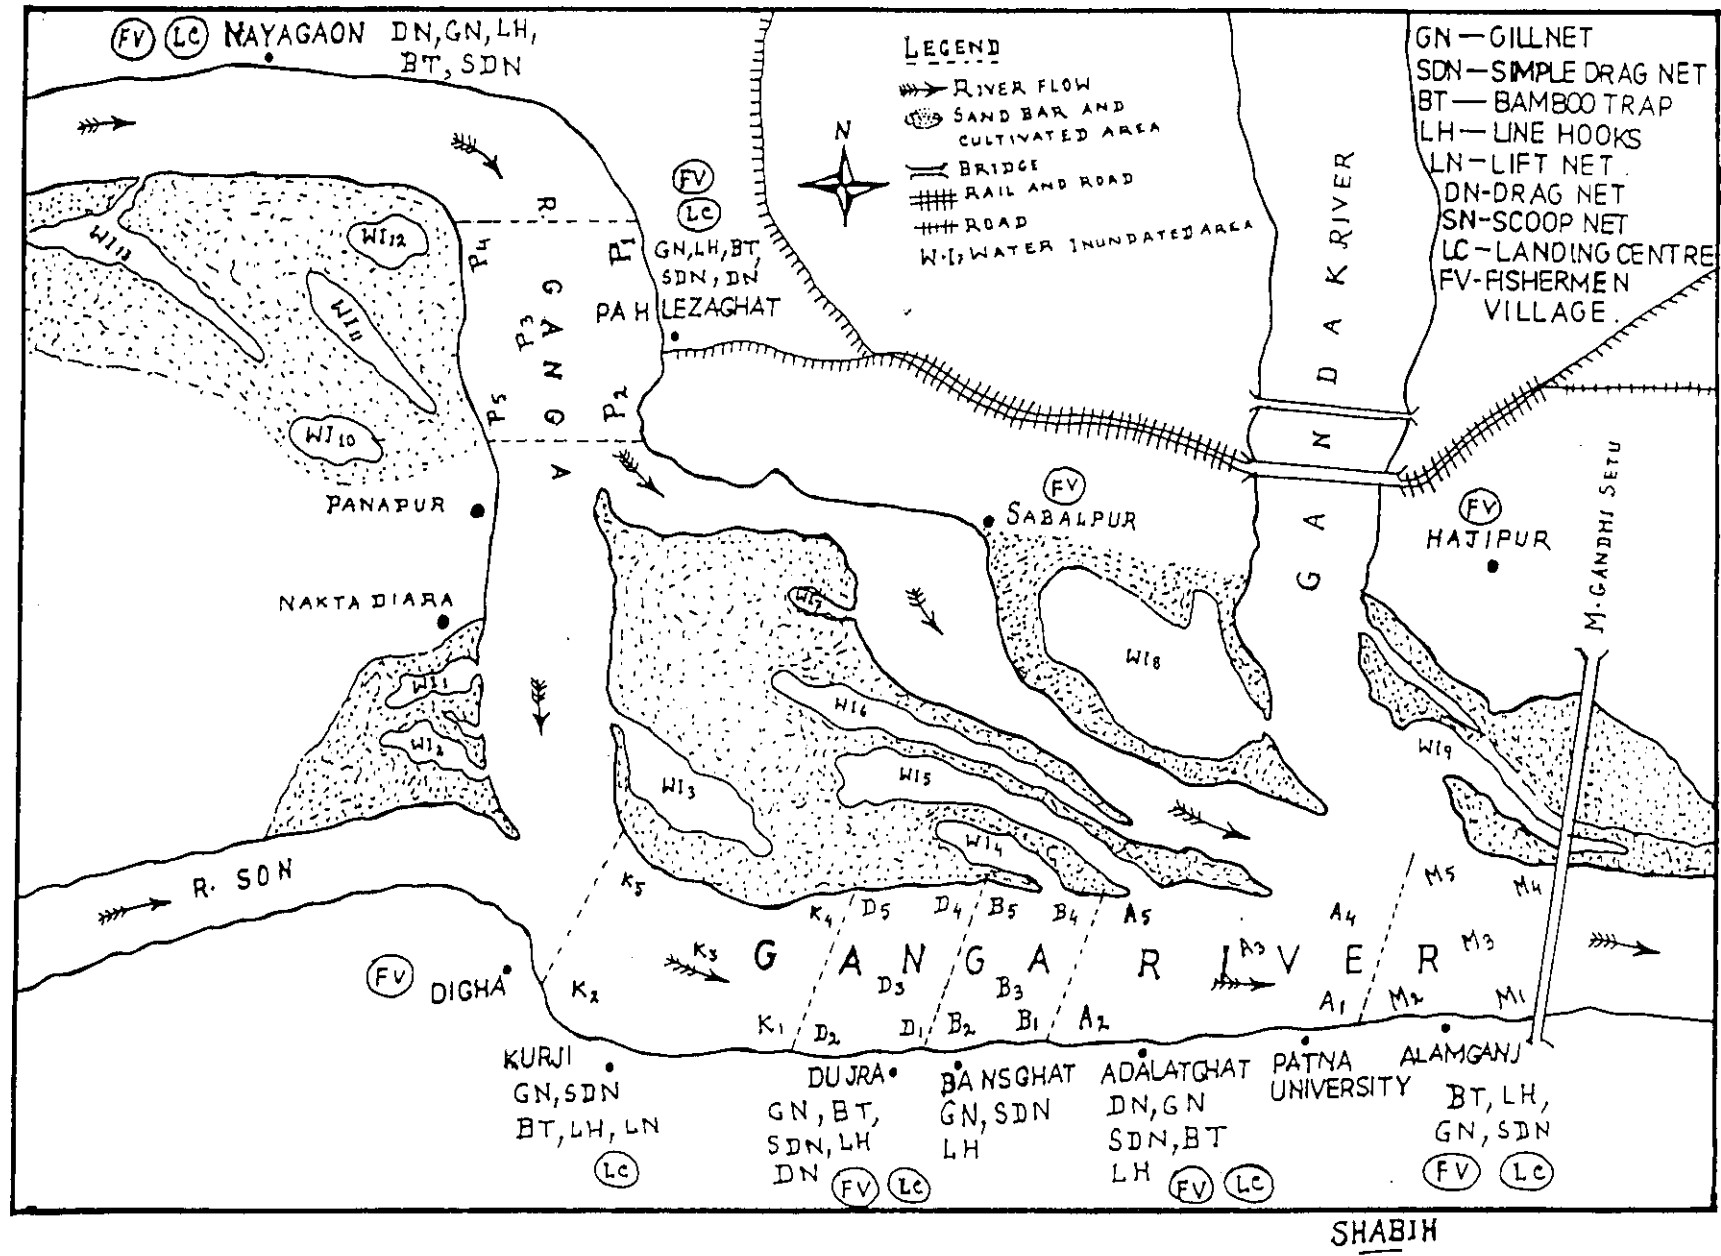 FV LC NAYAGAON DN, GN, LH,
BT, SDN
LEGEND
RIVER FLOW
SAND BAR AND
CULTIVATED AREA
BRIDGE
RAIL AND ROAD
ROAD
W.I, WATER INUNDATED AREA
N
GN—GILLNET
SDN—SIMPLE DRAG NET
BT—BAMBOO TRAP
LH—LINE HOOKS
LN—LIFT NET
DN-DRAG NET
SN-SCOOP NET
LC-LANDING CENTRE
FV-FISHERMEN
VILLAGE.
GANDAK RIVER
FV
LC
GN, LH, BT,
SDN, DN
PAHLEZAGHAT
R GANGA
P4
P1
P3
P5
P2
WI13
WI12
WI11
WI10
PANAPUR
NAKTA DIARA
FV
SABALPUR
FV
HAJIPUR
M.GANDHI SETU
WI7
WI8
WI1
WI6
WI2
WI9
WI5
WI3
WI4
R. SON
K5
K4 D5 D4 B5 B4 A5 A4 M5 M4
K3 D3 B3 A3 M3
GANGA RIVER
K2
K1 D2 D1 B2 B1 A2 A1 M2 M1
FV DIGHA
KURJI
GN, SDN
BT, LH, LN
LC
DUJRA
GN, BT,
SDN, LH
DN FV LC
BANSGHAT
GN, SDN
LH
ADALATGHAT
DN, GN
SDN, BT
LH FV LC
PATNA
UNIVERSITY
ALAMGANJ
BT, LH,
GN, SDN
FV LC
SHABIH